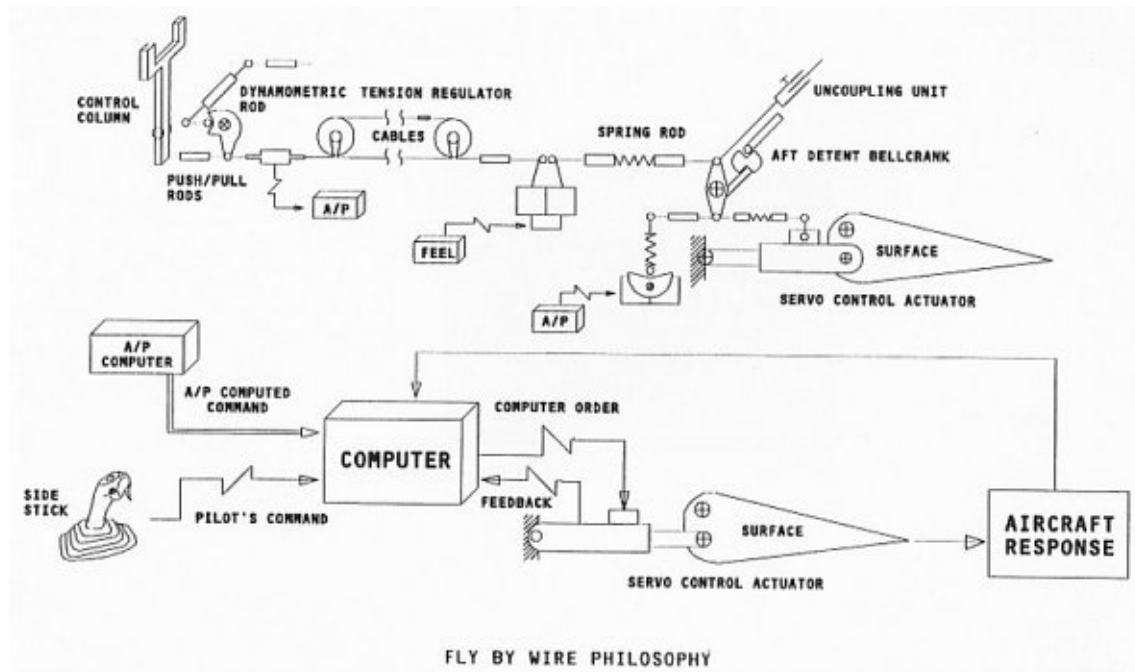 CONTROL
COLUMN
DYNAMOMETRIC
ROD
TENSION REGULATOR
CABLES
PUSH/PULL
RODS
A/P
FEEL
SPRING ROD
UNCOUPLING UNIT
AFT DETENT BELLCRANK
A/P
SURFACE
SERVO CONTROL ACTUATOR
A/P
COMPUTER
A/P COMPUTED
COMMAND
SIDE
STICK
PILOT'S COMMAND
COMPUTER
COMPUTER ORDER
FEEDBACK
SURFACE
SERVO CONTROL ACTUATOR
AIRCRAFT
RESPONSE
FLY BY WIRE PHILOSOPHY